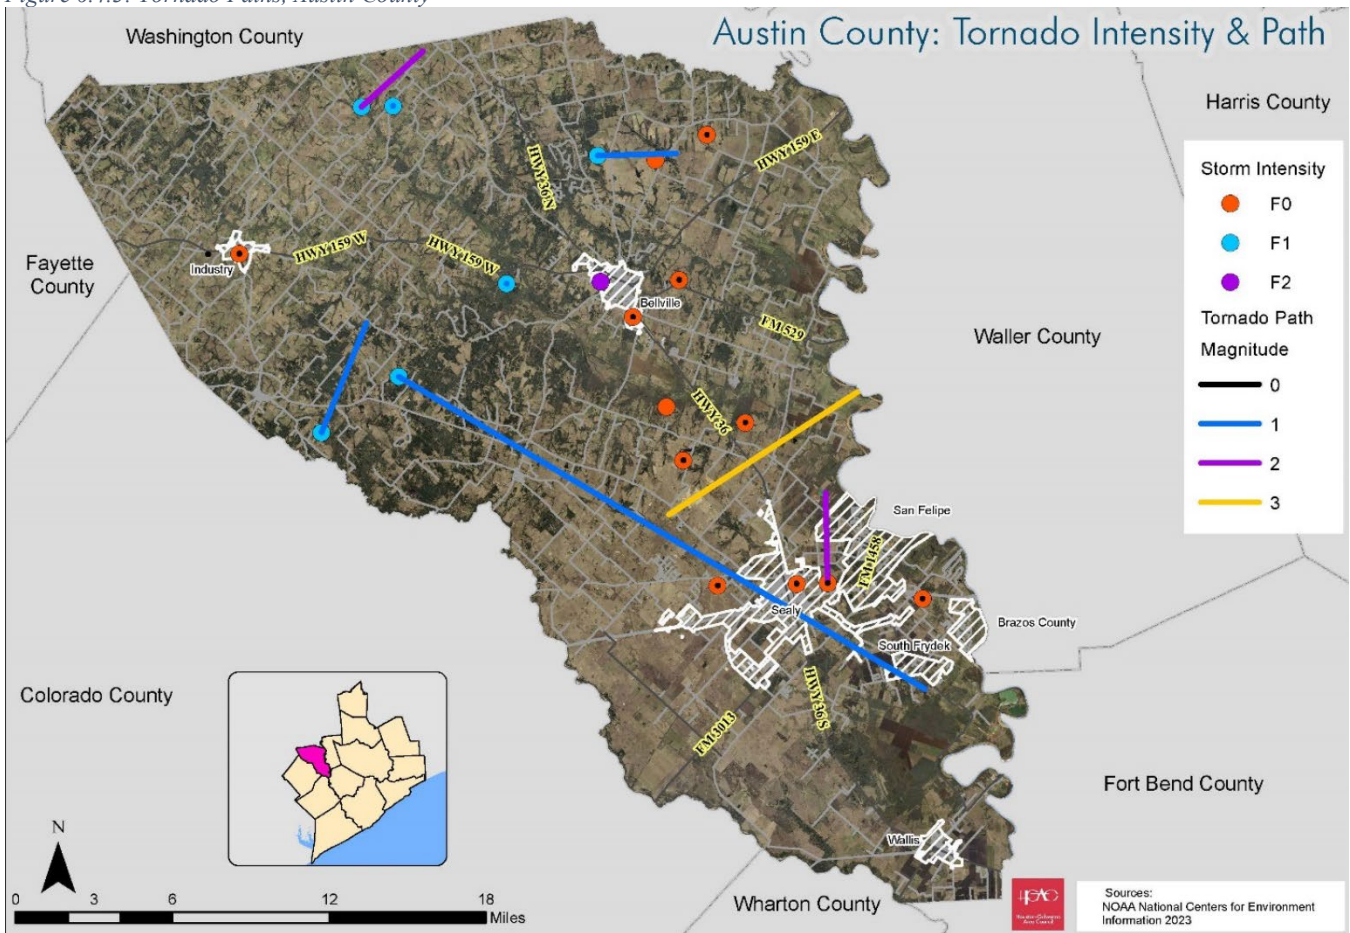 Figure 6.4.3: Tornado Paths, Austin County
Austin County: Tornado Intensity & Path
Washington County
Harris County
Fayette
County
Waller County
Colorado County
Fort Bend County
Wharton County
Brazos County
Storm Intensity
F0
F1
F2
Tornado Path
Magnitude
0
1
2
3
HWY 159 E
HWY 36 N
HWY 159 W
HWY 159 W
Industry
Bellville
FM 529
HWY 36
San Felipe
FM 1458
Sealy
South Frydek
HWY 36 S
FM 3013
Wallis
N
0 3 6 12 18
Miles
Sources:
NOAA National Centers for Environment
Information 2023